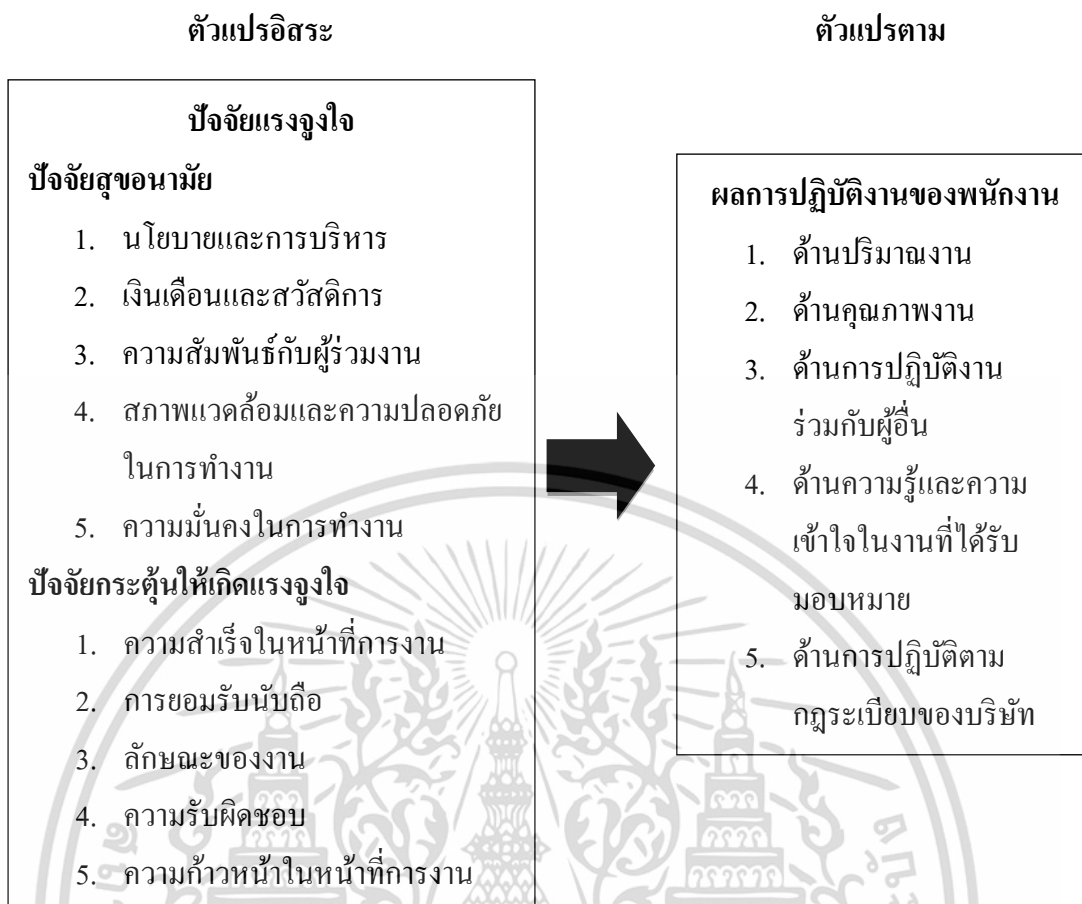 ตัวแปรอิสระ
ตัวแปรตาม
ปัจจัยแรงจูงใจ
ปัจจัยสุขอนามัย
1. นโยบายและการบริหาร
2. เงินเดือนและสวัสดิการ
3. ความสัมพันธ์กับผู้ร่วมงาน
4. สภาพแวดล้อมและความปลอดภัย
ในการทำงาน
5. ความมั่นคงในการทำงาน
ปัจจัยกระตุ้นให้เกิดแรงจูงใจ
1. ความสำเร็จในหน้าที่การงาน
2. การยอมรับนับถือ
3. ลักษณะของงาน
4. ความรับผิดชอบ
5. ความก้าวหน้าในหน้าที่การงาน
ผลการปฏิบัติงานของพนักงาน
1. ด้านปริมาณงาน
2. ด้านคุณภาพงาน
3. ด้านการปฏิบัติงาน
ร่วมกับผู้อื่น
4. ด้านความรู้และความ
เข้าใจในงานที่ได้รับ
มอบหมาย
5. ด้านการปฏิบัติตาม
กฎระเบียบของบริษัท